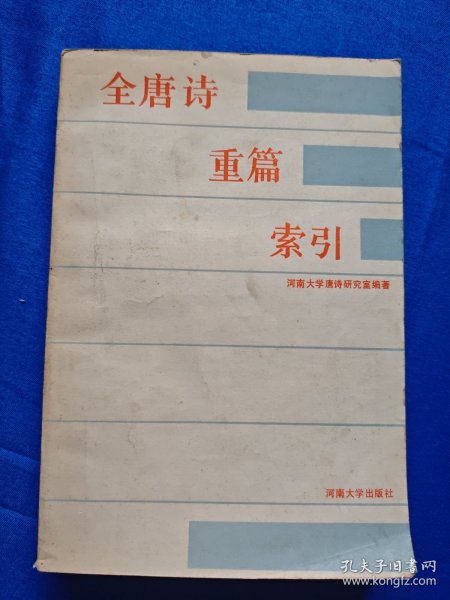 全唐诗
重篇
索引
河南大学唐诗研究室编著
河南大学出版社
孔夫子旧书网
www.kongfz.com